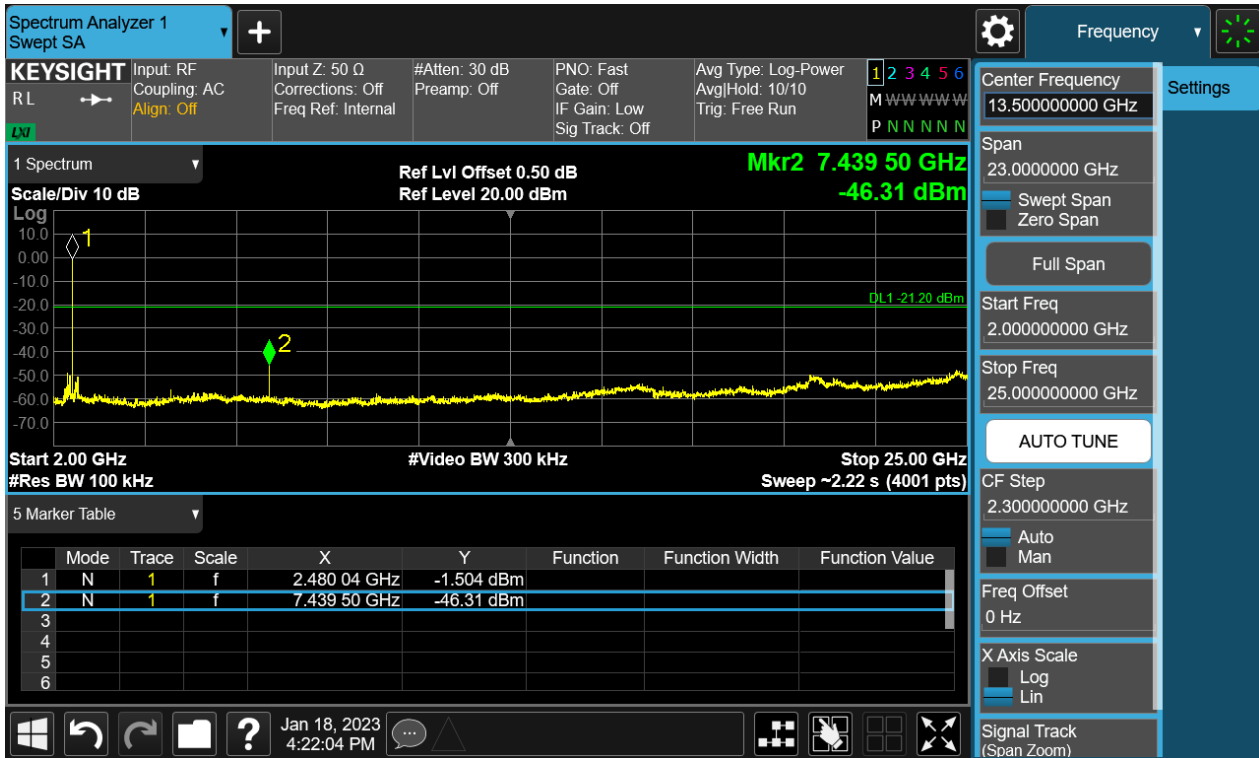 Spectrum Analyzer 1
Swept SA
+
Frequency
KEYSIGHT
R L
LXI
Input: RF
Coupling: AC
Align: Off
Input Z: 50 Ω
Corrections: Off
Freq Ref: Internal
#Atten: 30 dB
Preamp: Off
PNO: Fast
Gate: Off
IF Gain: Low
Sig Track: Off
Avg Type: Log-Power
Avg|Hold: 10/10
Trig: Free Run
1 2 3 4 5 6
M W W W W W
P N N N N N
1 Spectrum
Scale/Div 10 dB
Ref Lvl Offset 0.50 dB
Ref Level 20.00 dBm
Mkr2 7.439 50 GHz
-46.31 dBm
Log
10.0
0.00
-10.0
-20.0
-30.0
-40.0
-50.0
-60.0
-70.0
1
2
DL1 -21.20 dBm
Start 2.00 GHz
#Res BW 100 kHz
#Video BW 300 kHz
Stop 25.00 GHz
Sweep ~2.22 s (4001 pts)
5 Marker Table
Mode Trace Scale X Y Function Function Width Function Value
1 N 1 f 2.480 04 GHz -1.504 dBm
2 N 1 f 7.439 50 GHz -46.31 dBm
3
4
5
6
?
Jan 18, 2023
4:22:04 PM
Center Frequency
13.500000000 GHz
Settings
Span
23.0000000 GHz
Swept Span
Zero Span
Full Span
Start Freq
2.000000000 GHz
Stop Freq
25.000000000 GHz
AUTO TUNE
CF Step
2.300000000 GHz
Auto
Man
Freq Offset
0 Hz
X Axis Scale
Log
Lin
Signal Track
(Span Zoom)